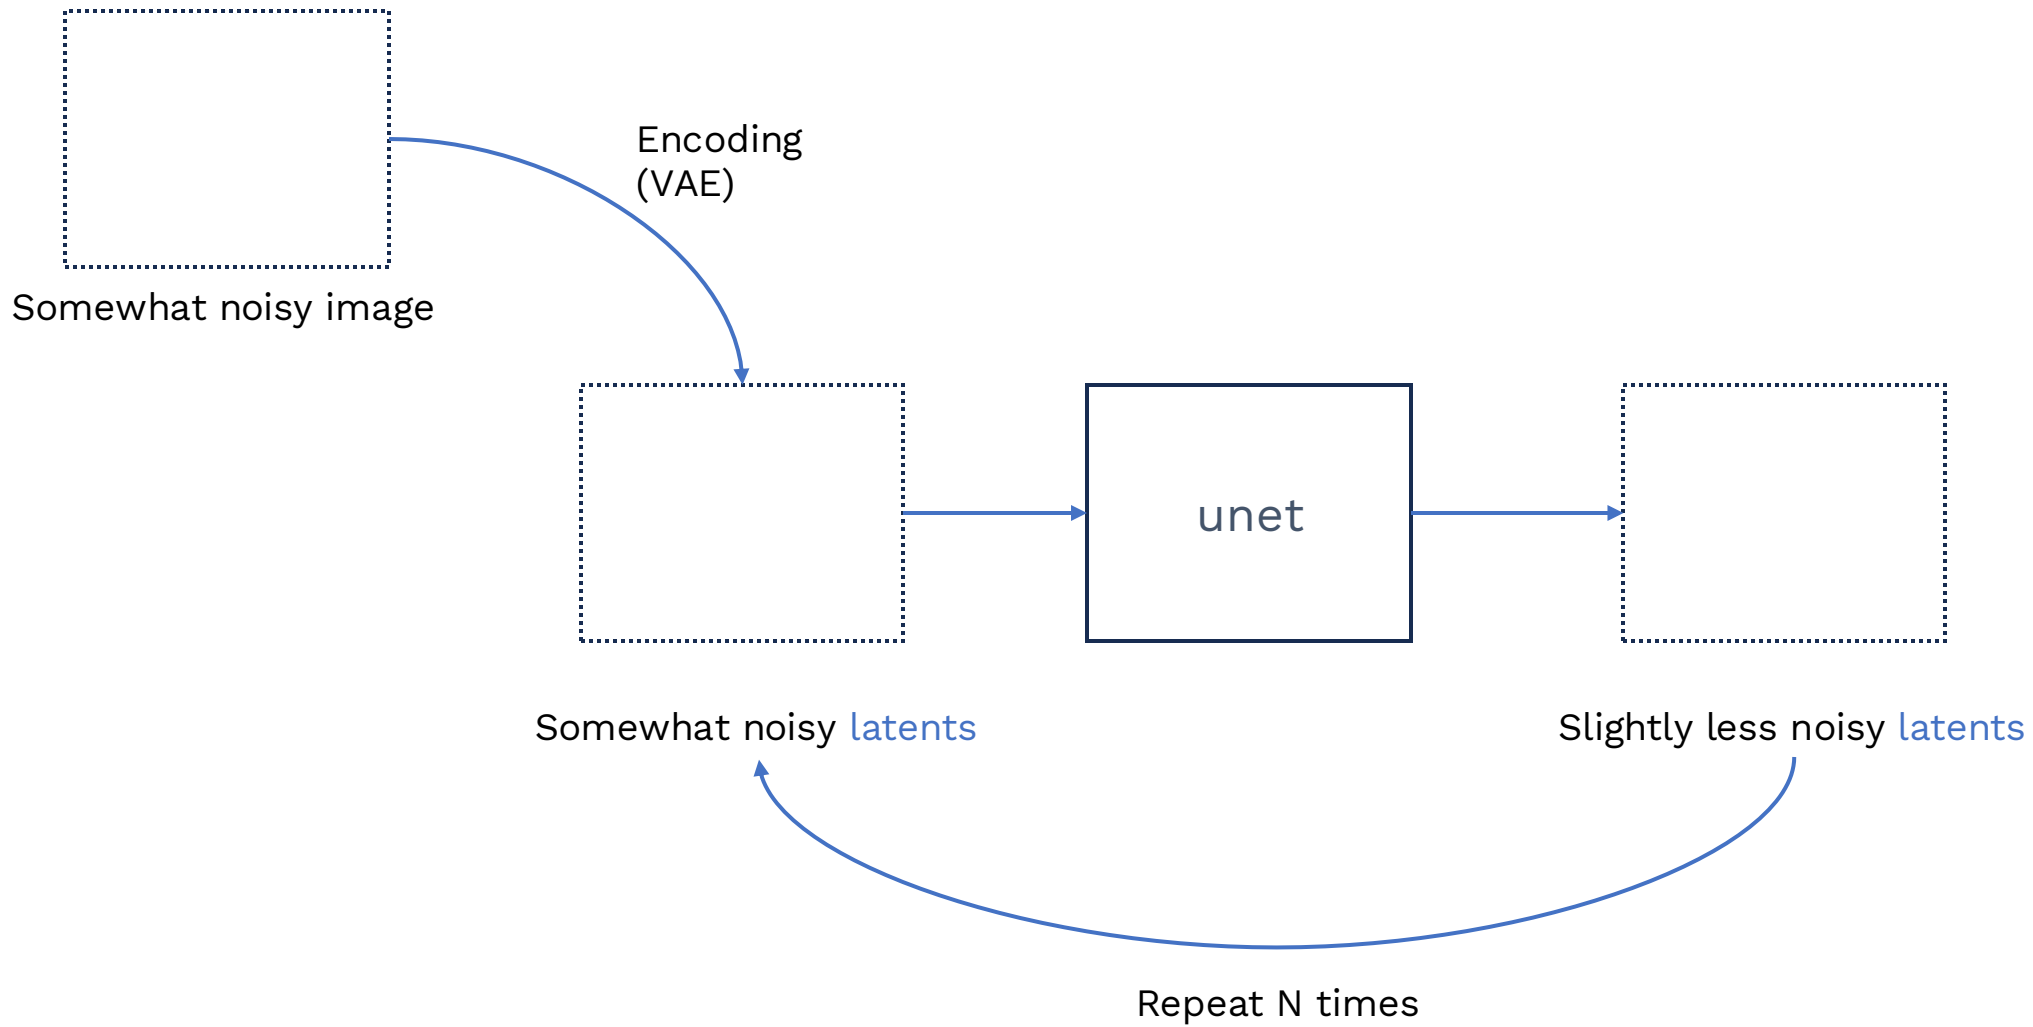 Encoding
(VAE)
Somewhat noisy image
unet
Somewhat noisy latents
Slightly less noisy latents
Repeat N times